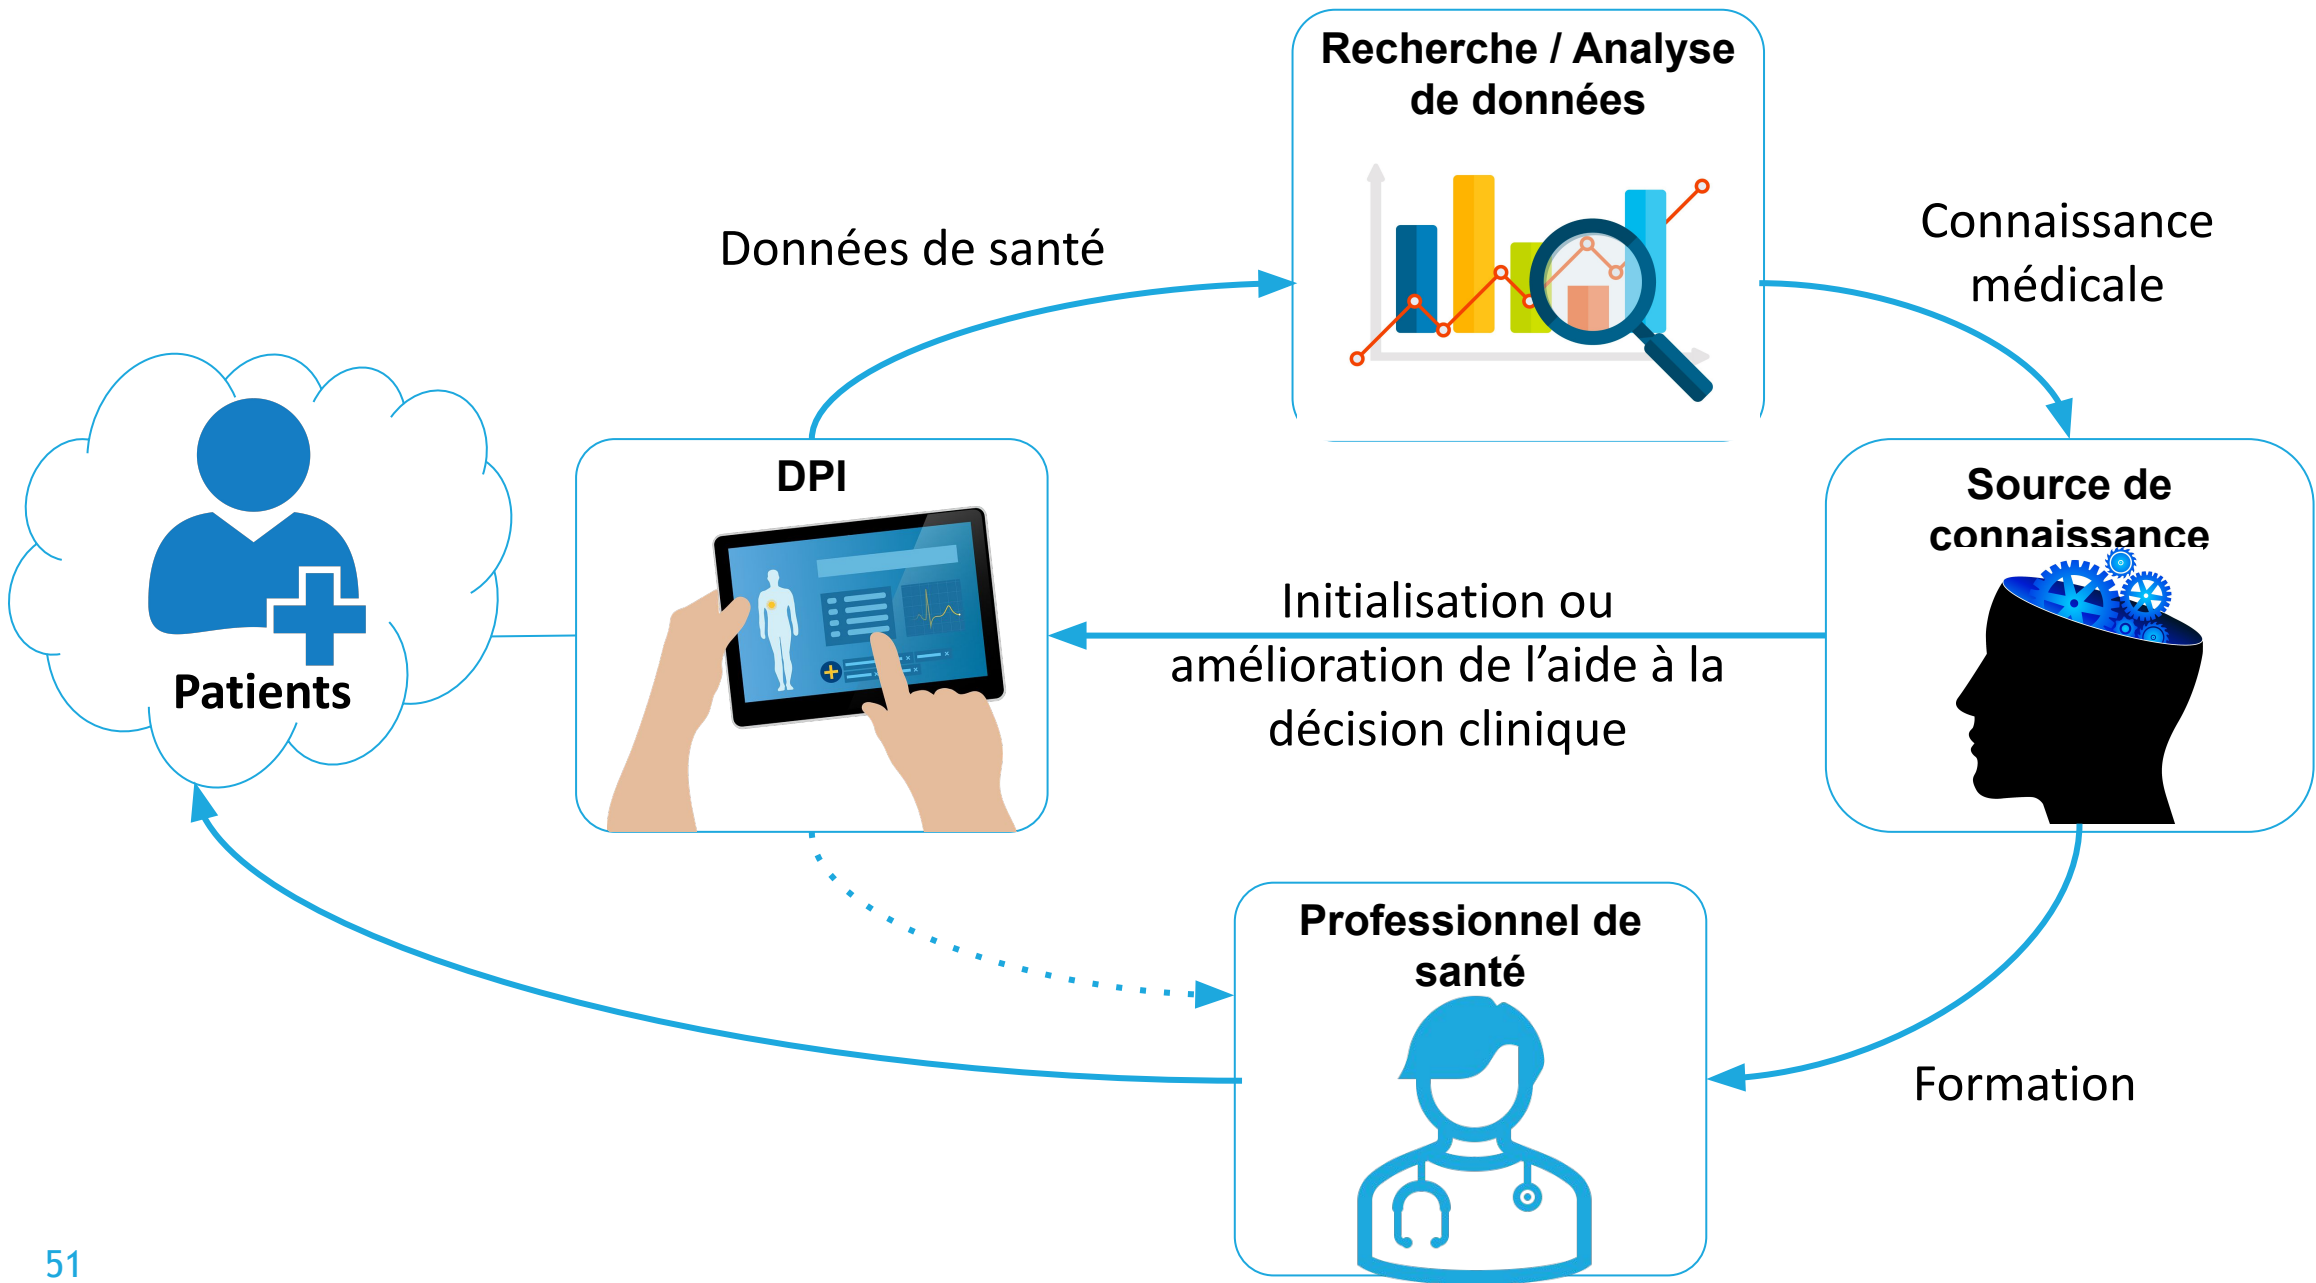 Recherche / Analyse
de données
Données de santé
Connaissance
médicale
DPI
Source de
connaissance
Patients
Initialisation ou
amélioration de l’aide à la
décision clinique
Professionnel de
santé
Formation
51